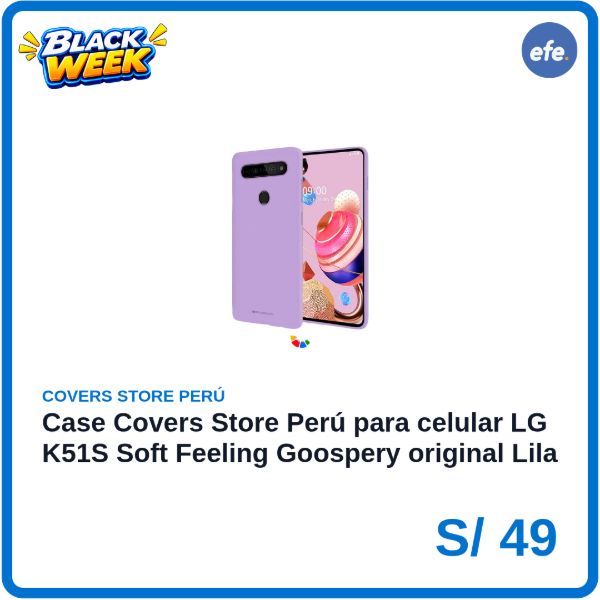 BLACK
WEEK
efe.
09:00
COVERS STORE PERÚ
Case Covers Store Perú para celular LG
K51S Soft Feeling Goospery original Lila
S/ 49